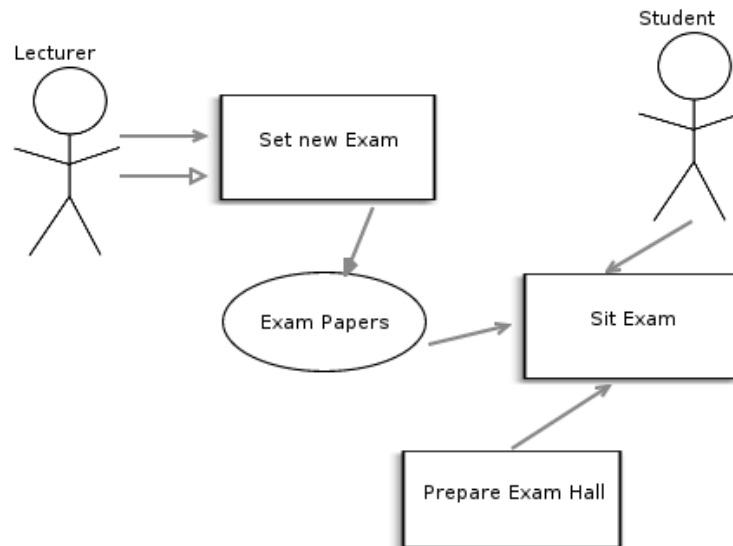 Student
Lecturer
Set new Exam
Exam Papers
Sit Exam
Prepare Exam Hall